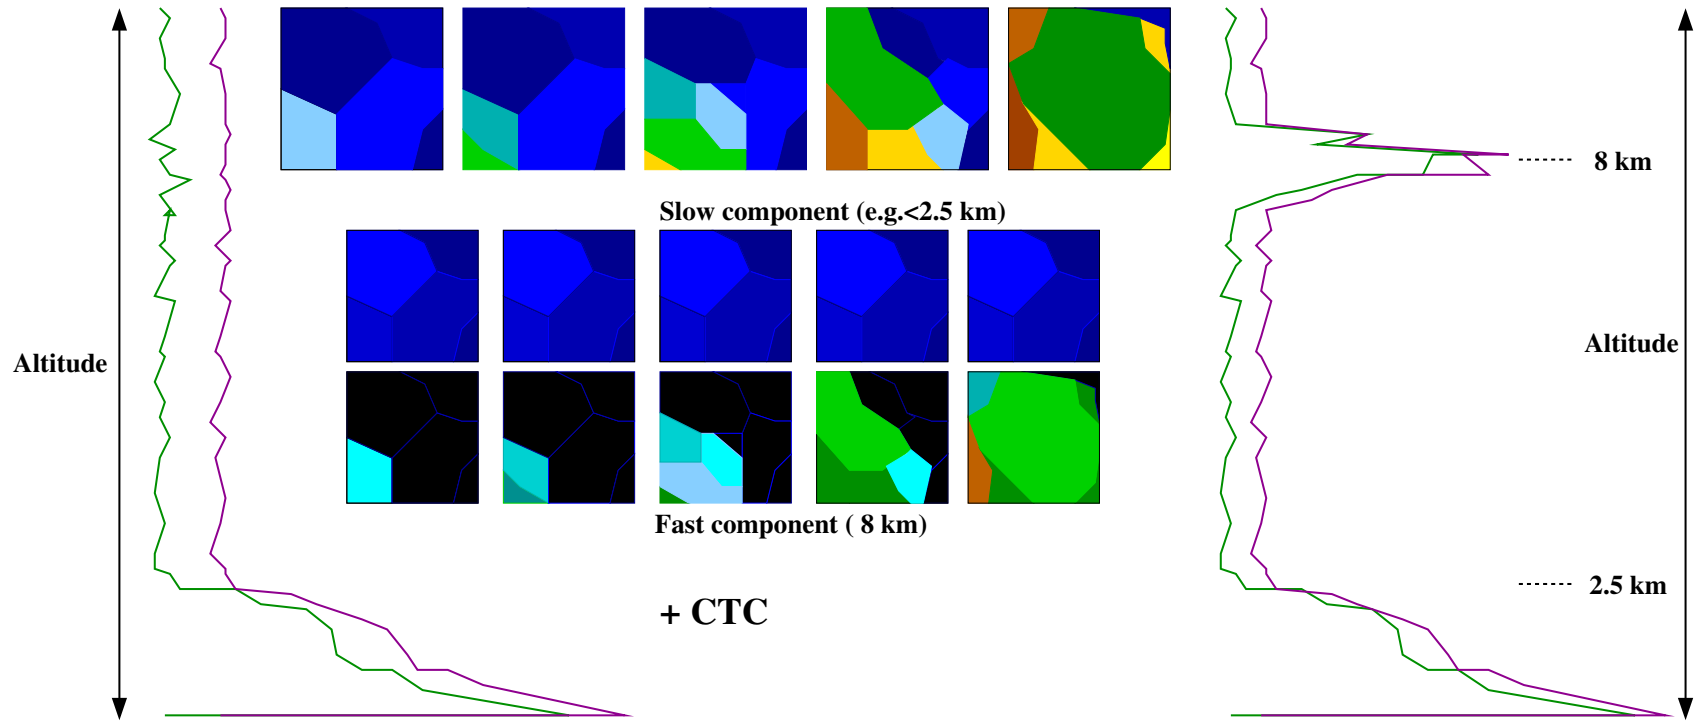 8 km
Slow component (e.g.<2.5 km)
Altitude
Altitude
Fast component ( 8 km)
2.5 km
+ CTC